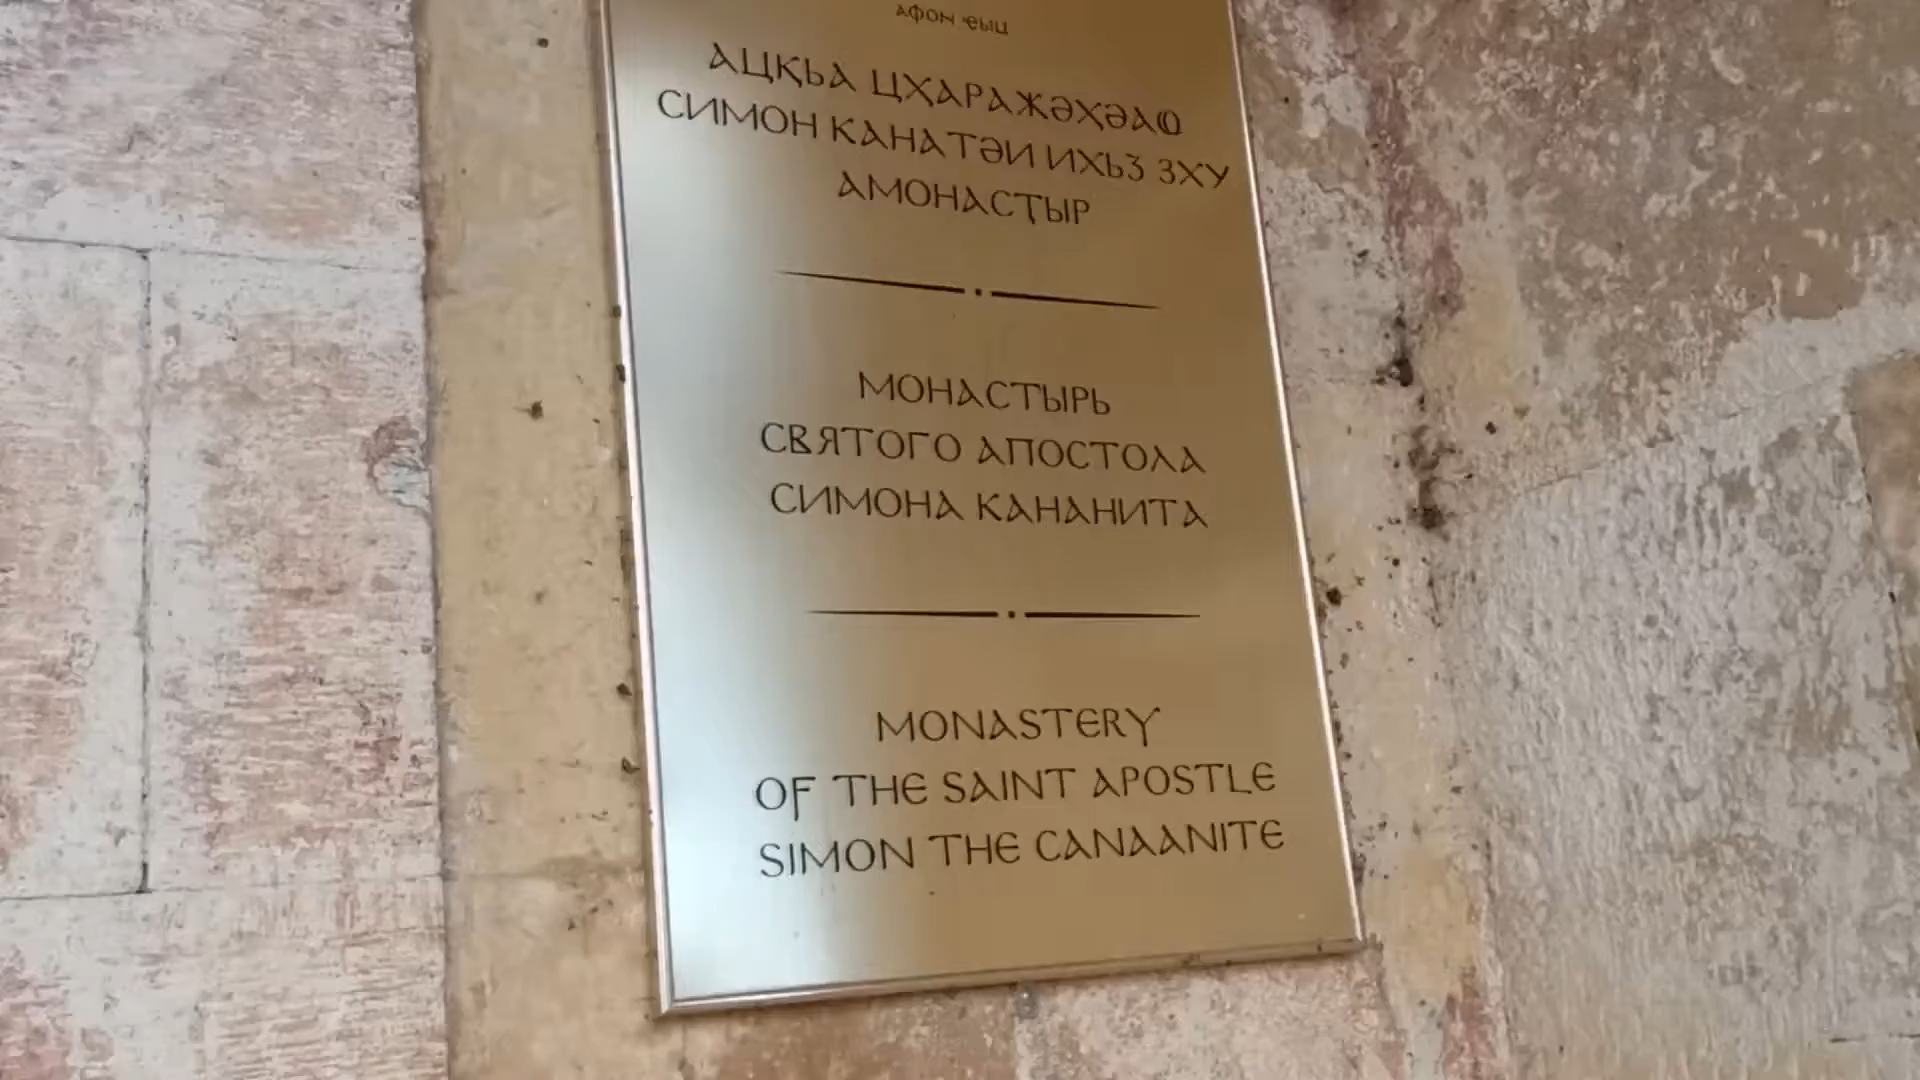 АФОН ҾЫЦ
АЦҚЬА ЦҲАРАЖӘҲӘАҨ
СИМОН КАНАТӘИ ИХЬӠ ЗХУ
АМОНАСҬЫР
МОНАСТЫРЬ
СВЯТОГО АПОСТОЛА
СИМОНА КАНАНИТА
MONASTERY
OF THE SAINT APOSTLE
SIMON THE CANAANITE